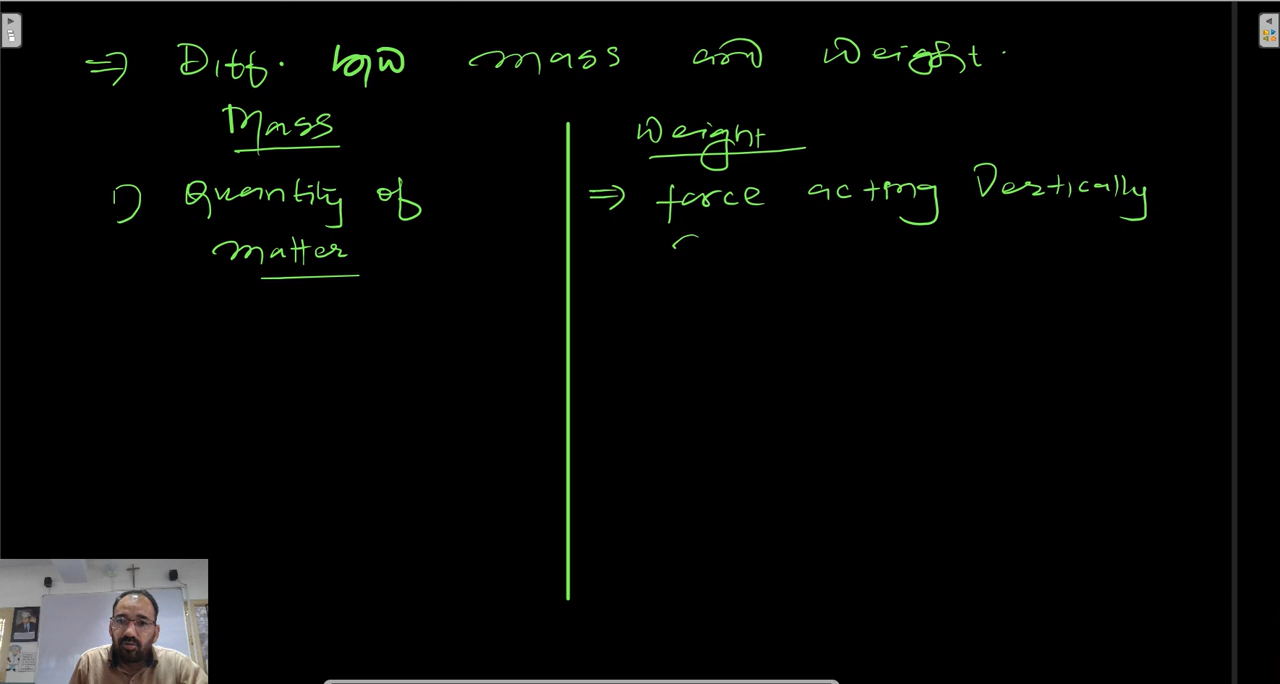 ⇒ Diff. b/w mass and Weight.
Mass
1) Quantity of
matter
Weight
⇒ force acting Vertically